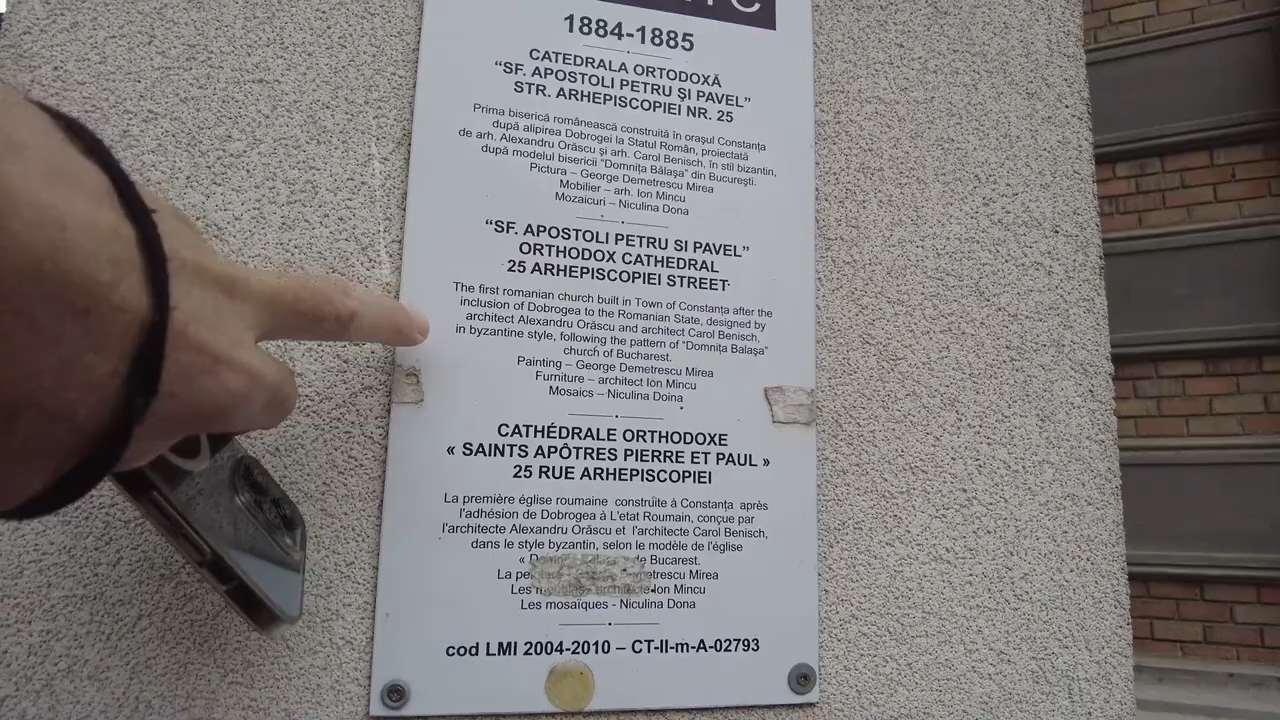 1884-1885
CATEDRALA ORTODOXĂ
"SF. APOSTOLI PETRU ŞI PAVEL"
STR. ARHEPISCOPIEI NR. 25
Prima biserică românească construită în oraşul Constanţa
după alipirea Dobrogei la Statul Român, proiectată
de arh. Alexandru Orăscu şi arh. Carol Benisch, în stil bizantin,
după modelul bisericii "Domniţa Bălaşa" din Bucureşti.
Pictura – George Demetrescu Mirea
Mobilier – arh. Ion Mincu
Mozaicuri – Niculina Dona
"SF. APOSTOLI PETRU SI PAVEL"
ORTHODOX CATHEDRAL
25 ARHEPISCOPIEI STREET
The first romanian church built in Town of Constanţa after the
inclusion of Dobrogea to the Romanian State, designed by
architect Alexandru Orăscu and architect Carol Benisch,
in byzantine style, following the pattern of "Domniţa Balaşa"
church of Bucharest.
Painting – George Demetrescu Mirea
Furniture – architect Ion Mincu
Mosaics – Niculina Doina
CATHÉDRALE ORTHODOXE
« SAINTS APÔTRES PIERRE ET PAUL »
25 RUE ARHEPISCOPIEI
La première église roumaine construite à Constanţa après
l'adhésion de Dobrogea à L'etat Roumain, conçue par
l'architecte Alexandru Orăscu et l'architecte Carol Benisch,
dans le style byzantin, selon le modèle de l'église
« de Bucarest.
La Mirea
Les Ion Mincu
Les mosaïques - Niculina Dona
cod LMI 2004-2010 – CT-II-m-A-02793